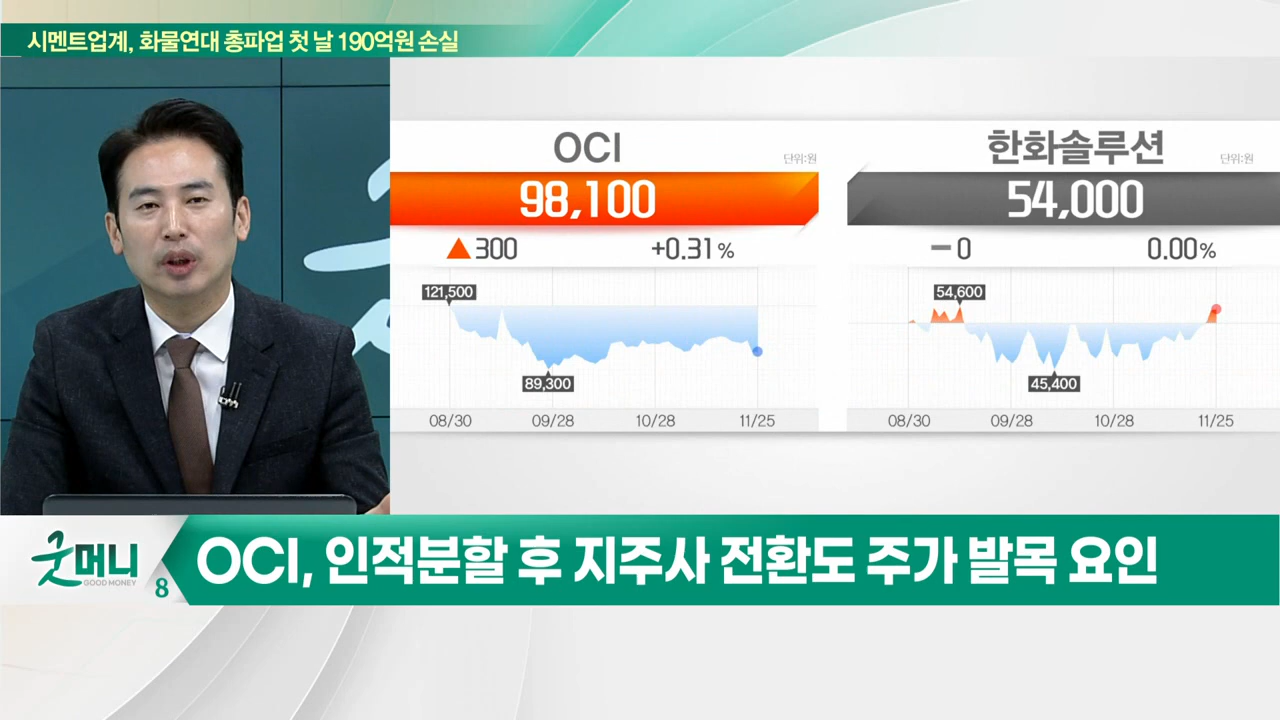 시멘트업계, 화물연대 총파업 첫 날 190억원 손실
OCI
단위:원
98,100
▲300 +0.31%
121,500
89,300
08/30 09/28 10/28 11/25
한화솔루션
단위:원
54,000
– 0 0.00%
54,600
45,400
08/30 09/28 10/28 11/25
굿머니
GOOD MONEY
8
OCI, 인적분할 후 지주사 전환도 주가 발목 요인